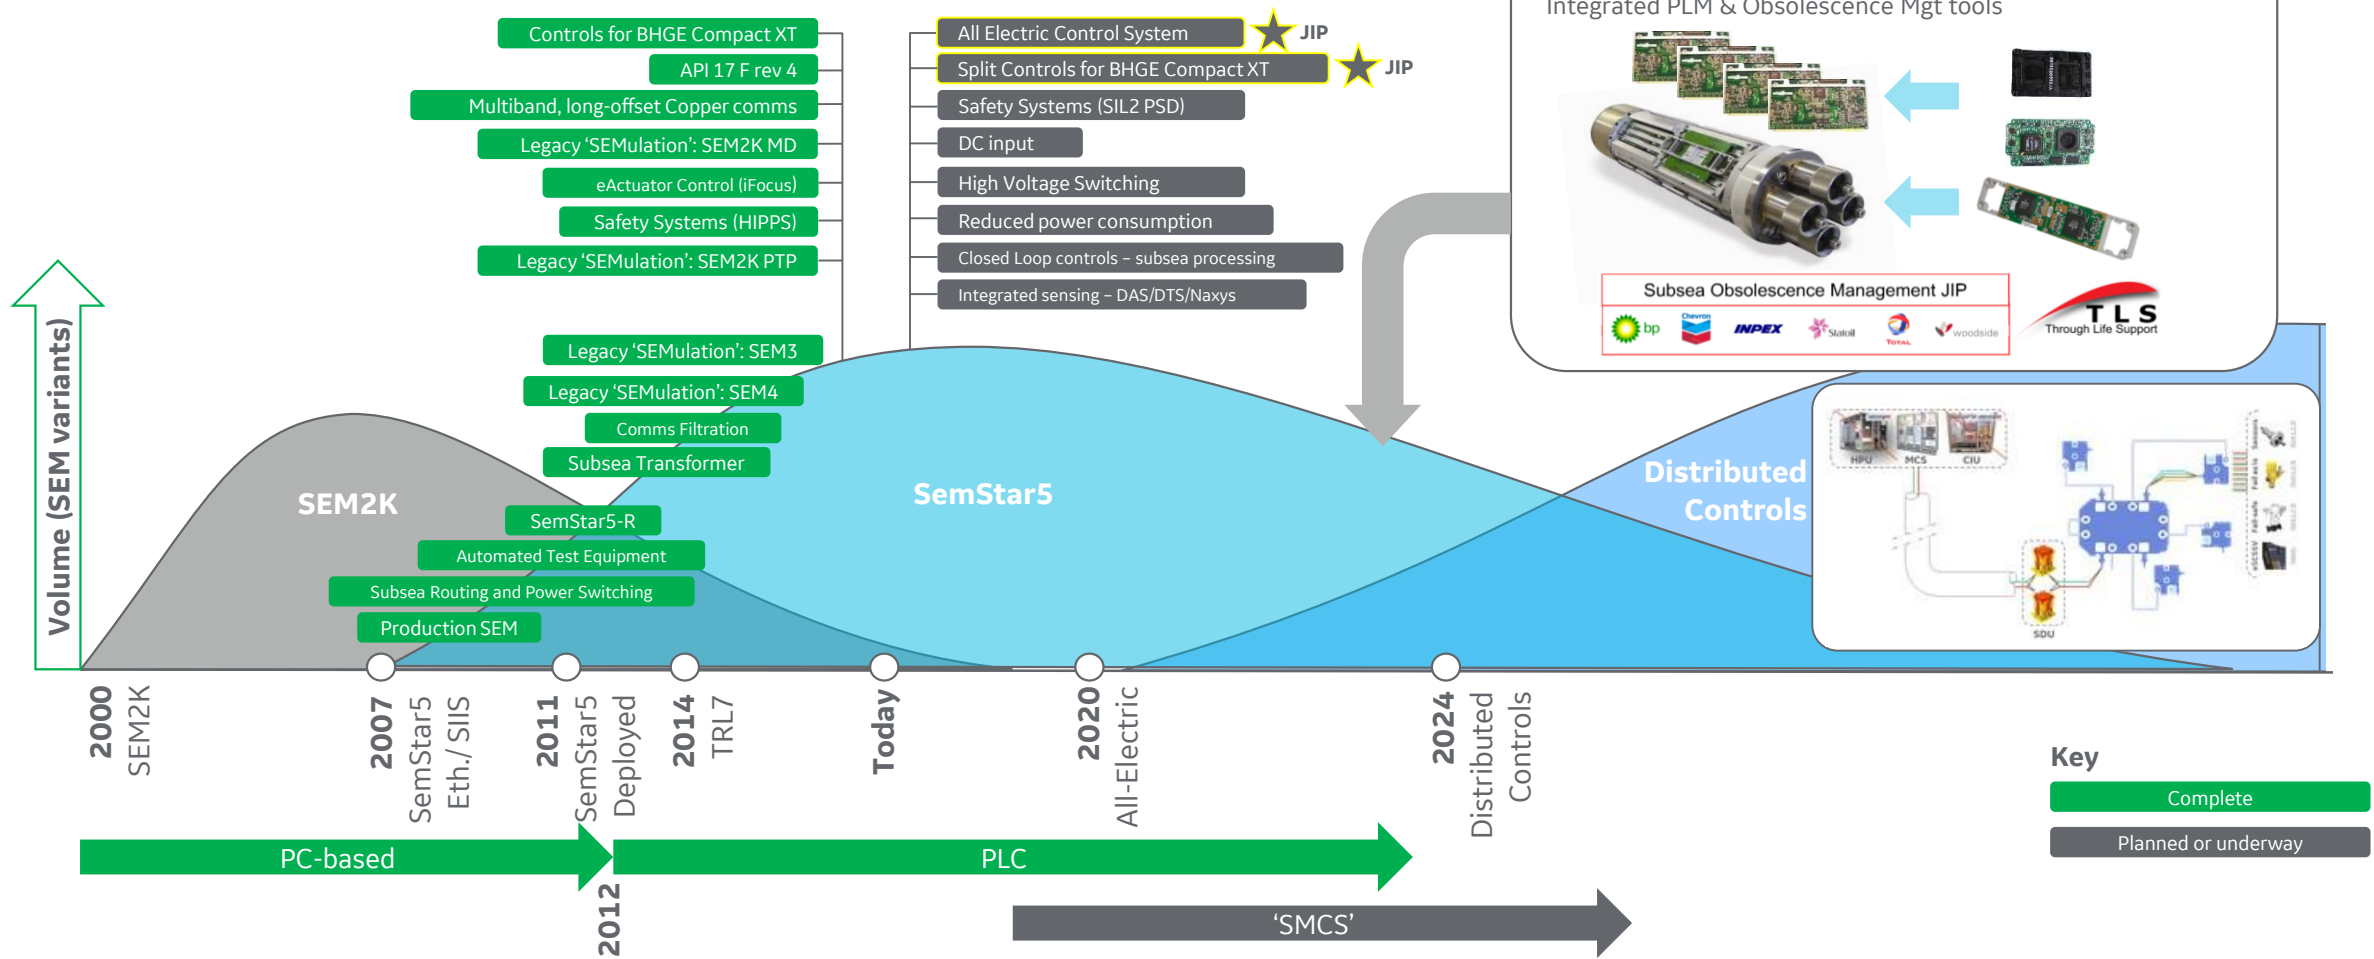 Integrated PLM & Obsolescence Mgt tools
Controls for BHGE Compact XT
API 17 F rev 4
Multiband, long-offset Copper comms
Legacy ‘SEMulation’: SEM2K MD
eActuator Control (iFocus)
Safety Systems (HIPPS)
Legacy ‘SEMulation’: SEM2K PTP
Legacy ‘SEMulation’: SEM3
Legacy ‘SEMulation’: SEM4
Comms Filtration
Subsea Transformer
SemStar5-R
Automated Test Equipment
Subsea Routing and Power Switching
Production SEM
All Electric Control System
JIP
Split Controls for BHGE Compact XT
JIP
Safety Systems (SIL2 PSD)
DC input
High Voltage Switching
Reduced power consumption
Closed Loop controls – subsea processing
Integrated sensing – DAS/DTS/Naxys
Subsea Obsolescence Management JIP
bp
Chevron
INPEX
Statoil
TOTAL
woodside
TLS
Through Life Support
Volume (SEM variants)
SEM2K
SemStar5
Distributed
Controls
HPU
MCS
CIU
SDU
2000
SEM2K
2007
SemStar5
Eth./ SIIS
2011
SemStar5
Deployed
2014
TRL7
Today
2020
All-Electric
2024
Distributed
Controls
PC-based
2012
PLC
‘SMCS’
Key
Complete
Planned or underway